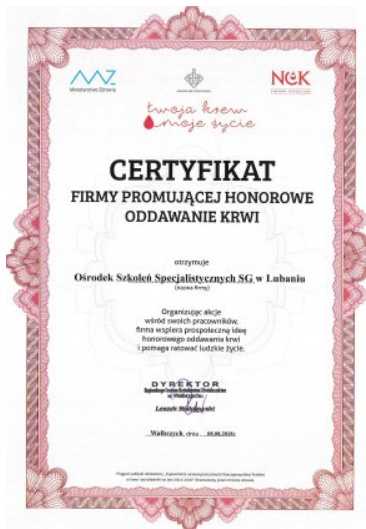 Ministerstwo Zdrowia
NCK
twoja krew
moje życie
CERTYFIKAT
FIRMY PROMUJĄCEJ HONOROWE
ODDAWANIE KRWI
otrzymuje
Ośrodek Szkoleń Specjalistycznych SG w Lubaniu
(nazwa firmy)
Organizując akcje
wśród swoich pracowników,
firma wspiera prospołeczną ideę
honorowego oddawania krwi
i pomaga ratować ludzkie życie.
DYREKTOR
Leszek
Wałbrzych, dnia